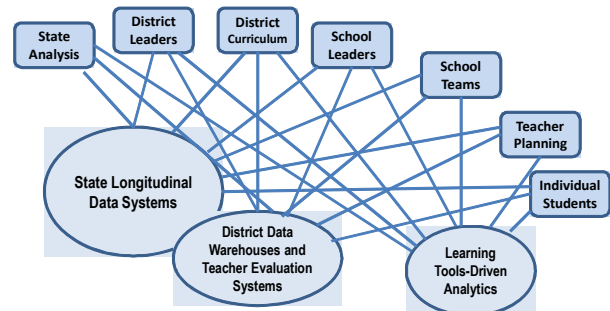 State
Analysis
District
Leaders
District
Curriculum
School
Leaders
School
Teams
Teacher
Planning
Individual
Students
State Longitudinal
Data Systems
District Data
Warehouses and
Teacher Evaluation
Systems
Learning
Tools-Driven
Analytics